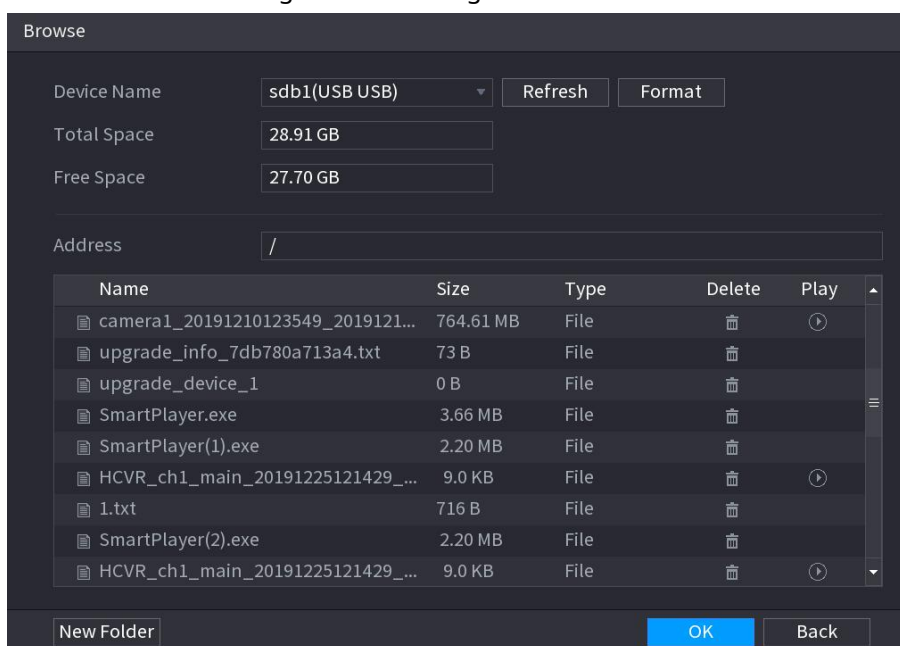 Browse
Device Name sdb1(USB USB) Refresh Format
Total Space 28.91 GB
Free Space 27.70 GB
Address /
Name Size Type Delete Play
camera1_20191210123549_2019121... 764.61 MB File
upgrade_info_7db780a713a4.txt 73 B File
upgrade_device_1 0 B File
SmartPlayer.exe 3.66 MB File
SmartPlayer(1).exe 2.20 MB File
HCVR_ch1_main_20191225121429_... 9.0 KB File
1.txt 716 B File
SmartPlayer(2).exe 2.20 MB File
HCVR_ch1_main_20191225121429_... 9.0 KB File
New Folder OK Back